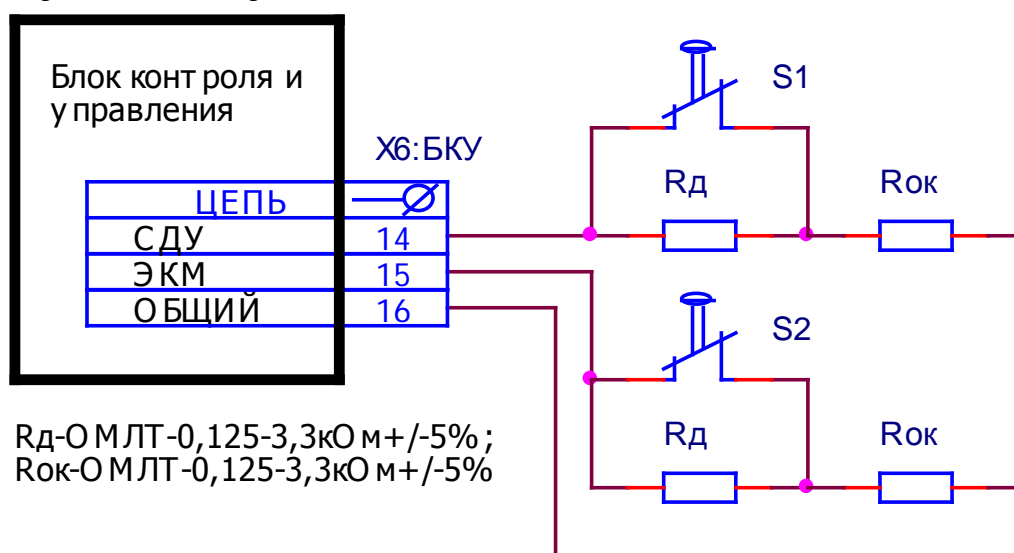 Блок контроля и
управления
X6:БКУ
ЦЕПЬ
СДУ 14
ЭКМ 15
ОБЩИЙ 16
S1
Rд Rок
S2
Rд Rок
Rд-ОМЛТ-0,125-3,3кОм+/-5%;
Rок-ОМЛТ-0,125-3,3кОм+/-5%